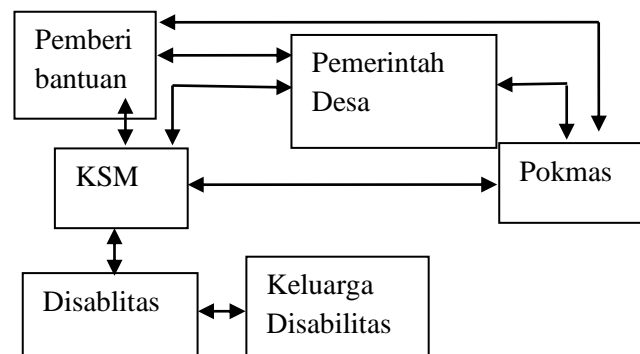 Pemberi
bantuan
Pemerintah
Desa
KSM
Pokmas
Disablitas
Keluarga
Disabilitas